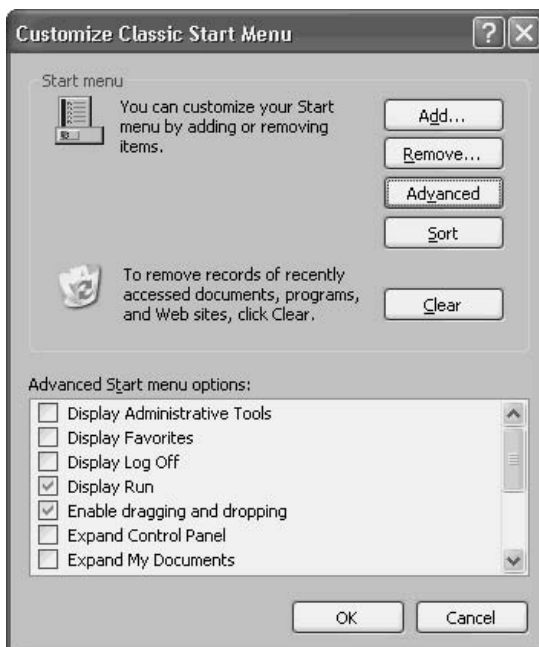 Customize Classic Start Menu
?
Start menu
You can customize your Start
menu by adding or removing
items.
Add...
Remove...
Advanced
Sort
To remove records of recently
accessed documents, programs,
and Web sites, click Clear.
Clear
Advanced Start menu options:
Display Administrative Tools
Display Favorites
Display Log Off
Display Run
Enable dragging and dropping
Expand Control Panel
Expand My Documents
OK
Cancel